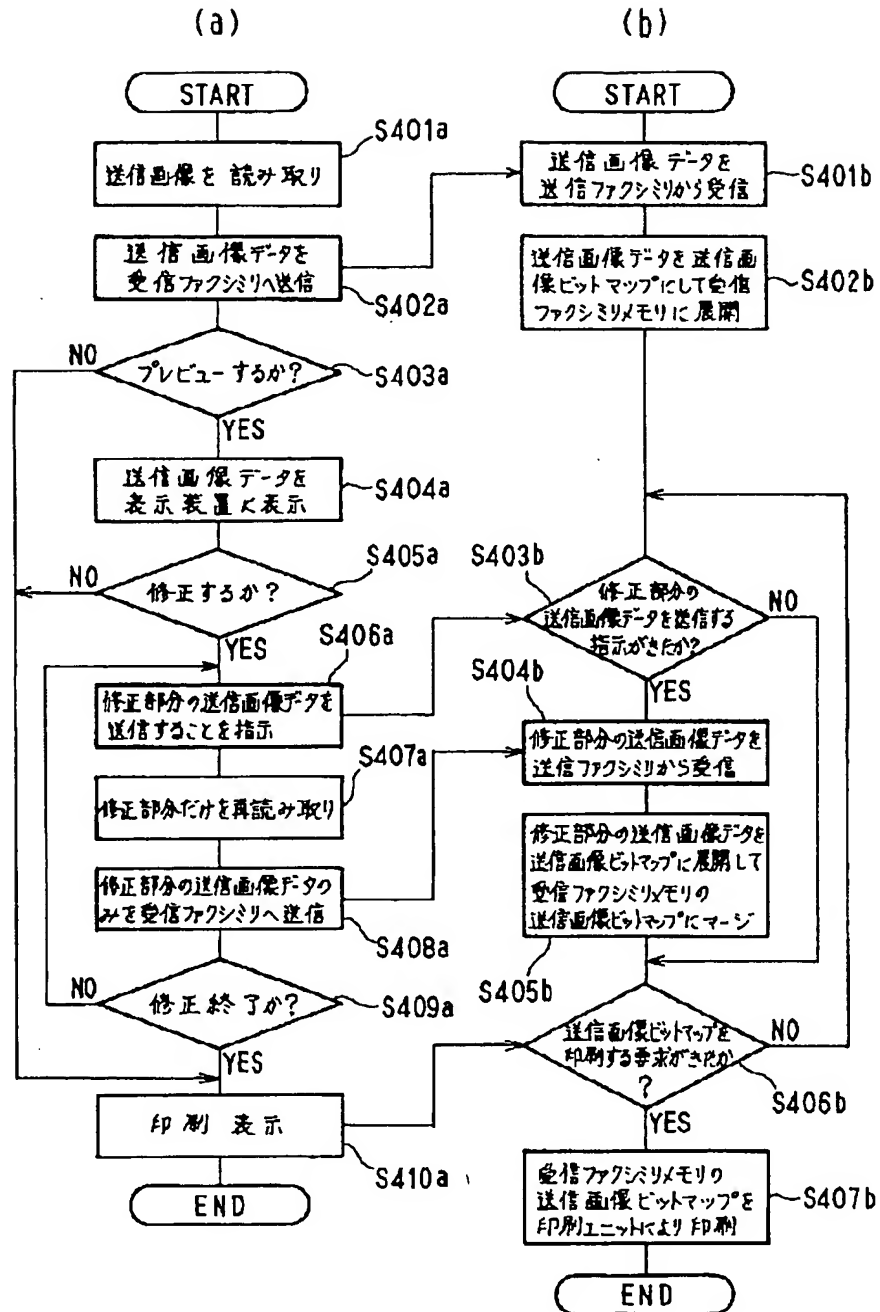 (a)
START
S401a
送信画像を読み取り
送信画像データを
受信ファクシミリへ送信
S402a
NO
プレビューするか?
S403a
YES
送信画像データを
表示装置に表示
S404a
S405a
NO
修正するか?
YES
S406a
修正部分の送信画像データを
送信することを指示
S407a
修正部分だけを再読み取り
修正部分の送信画像データの
みを受信ファクシミリへ送信
S408a
NO
修正終了か?
S409a
YES
印刷表示
S410a
END
(b)
START
送信画像データを
送信ファクシミリから受信
S401b
送信画像データを送信画
像ビットマップにして受信
ファクシミリメモリに展開
S402b
S403b
修正部分の
送信画像データを送信する
指示がきたか?
NO
S404b
YES
修正部分の送信画像データを
送信ファクシミリから受信
修正部分の送信画像データを
送信画像ビットマップに展開して
受信ファクシミリメモリの
送信画像ビットマップにマージ
S405b
送信画像ビットマップを
印刷する要求がきたか
?
NO
S406b
YES
受信ファクシミリメモリの
送信画像ビットマップを
印刷ユニットにより印刷
S407b
END